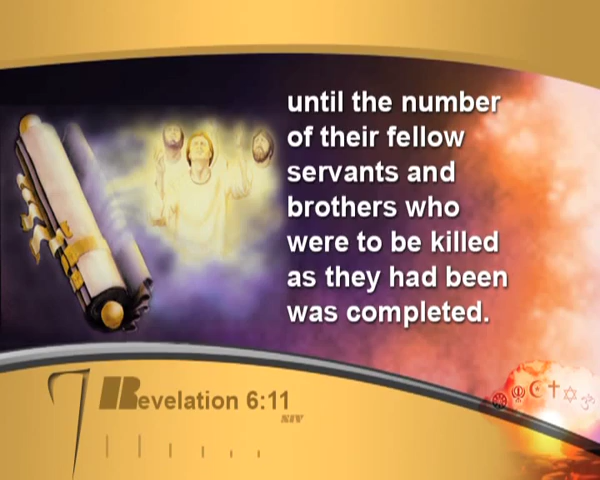 until the number
of their fellow
servants and
brothers who
were to be killed
as they had been
was completed.
Revelation 6:11
NIV